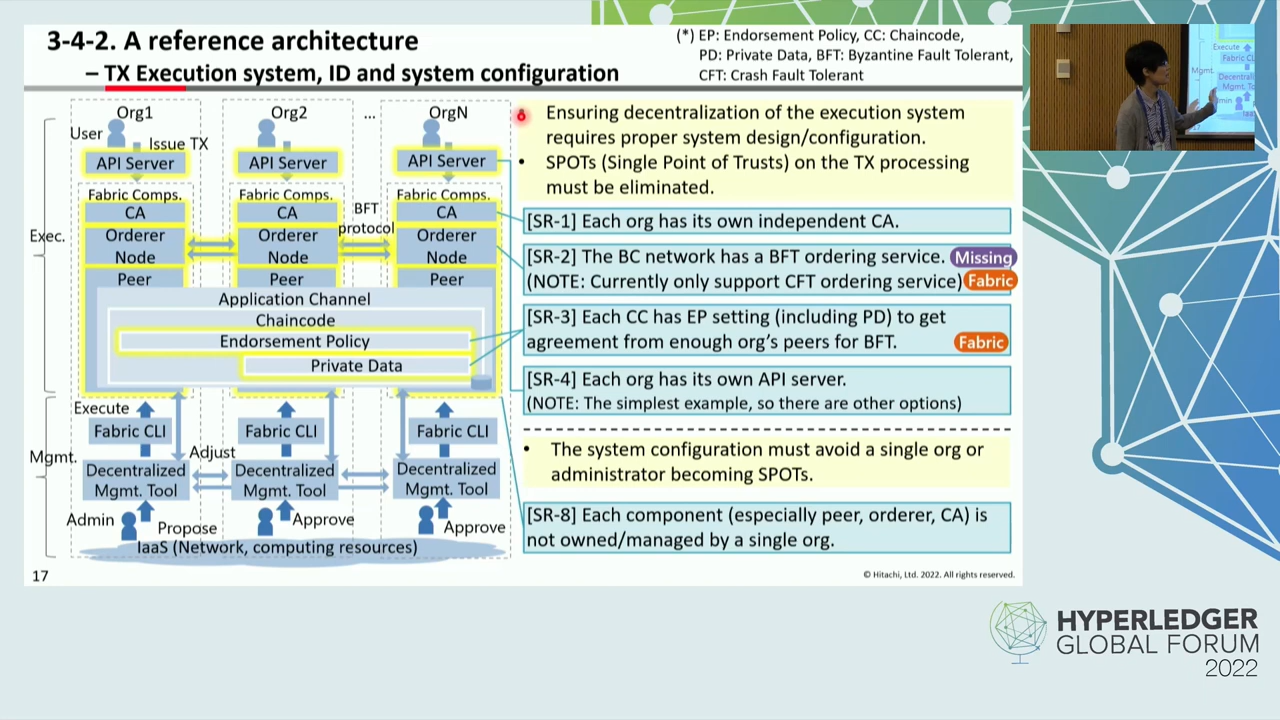 3-4-2. A reference architecture
– TX Execution system, ID and system configuration
(*) EP: Endorsement Policy, CC: Chaincode,
PD: Private Data, BFT: Byzantine Fault Tolerant,
CFT: Crash Fault Tolerant
Org1
Org2
...
OrgN
User
Issue TX
API Server
API Server
API Server
Fabric Comps.
Fabric Comps.
Fabric Comps.
CA
CA
CA
BFT
protocol
Exec.
Orderer
Node
Orderer
Node
Orderer
Node
Peer
Peer
Peer
Application Channel
Chaincode
Endorsement Policy
Private Data
Execute
Fabric CLI
Fabric CLI
Fabric CLI
Mgmt.
Adjust
Decentralized
Mgmt. Tool
Decentralized
Mgmt. Tool
Decentralized
Mgmt. Tool
Admin
Propose
Approve
Approve
IaaS (Network, computing resources)
• Ensuring decentralization of the execution system
requires proper system design/configuration.
• SPOTs (Single Point of Trusts) on the TX processing
must be eliminated.
[SR-1] Each org has its own independent CA.
[SR-2] The BC network has a BFT ordering service. Missing
(NOTE: Currently only support CFT ordering service) Fabric
[SR-3] Each CC has EP setting (including PD) to get
agreement from enough org's peers for BFT. Fabric
[SR-4] Each org has its own API server.
(NOTE: The simplest example, so there are other options)
• The system configuration must avoid a single org or
administrator becoming SPOTs.
[SR-8] Each component (especially peer, orderer, CA) is
not owned/managed by a single org.
17
© Hitachi, Ltd. 2022. All rights reserved.
Execute
Fabric CL
Mgmt.
HYPERLEDGER
GLOBAL FORUM
2022